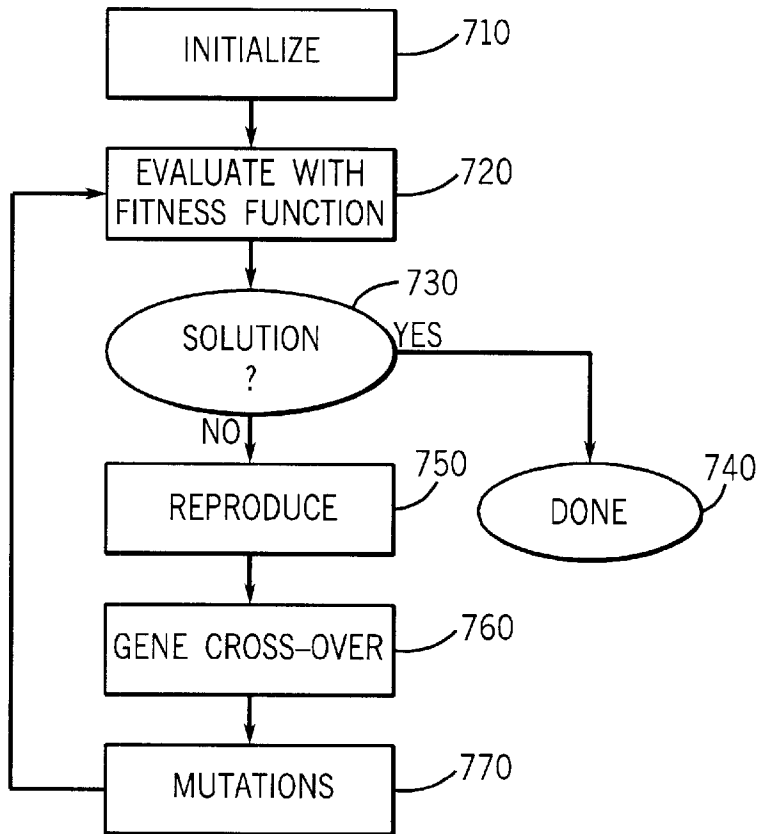 INITIALIZE
710
EVALUATE WITH
FITNESS FUNCTION
720
730
SOLUTION
?
YES
NO
750
REPRODUCE
740
DONE
GENE CROSS-OVER
760
MUTATIONS
770